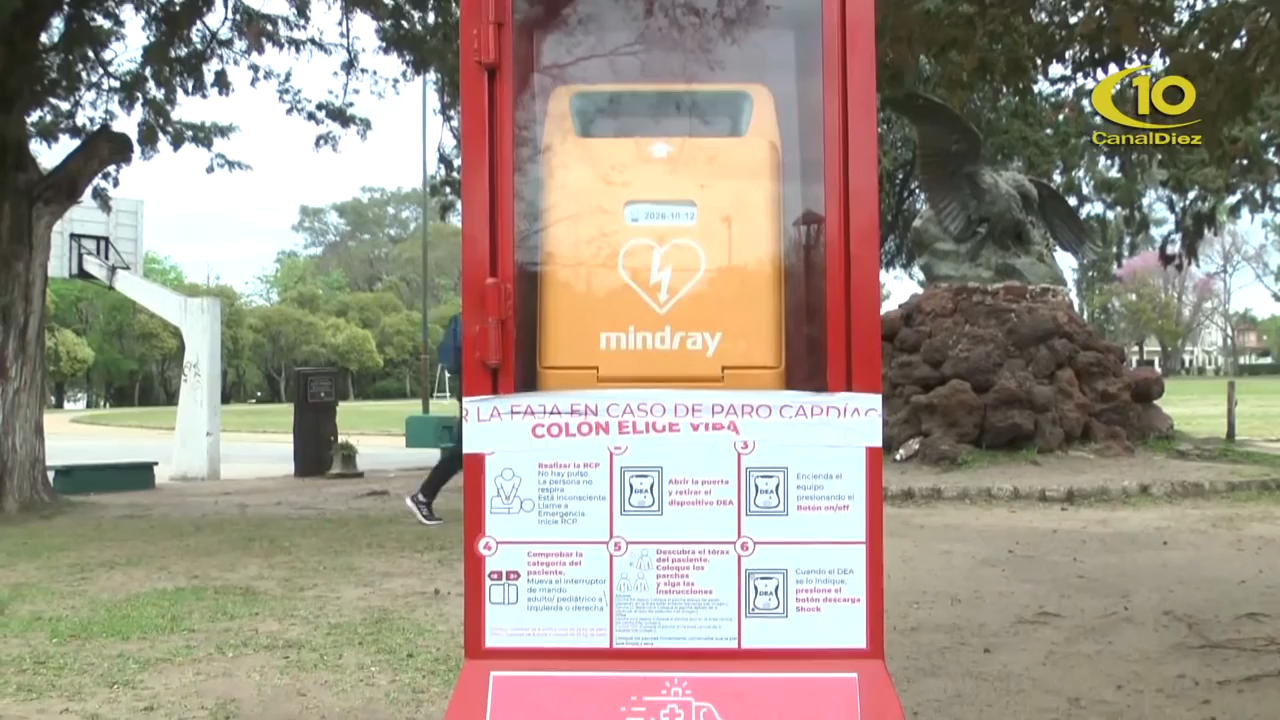 10
CanalDiez
2026-10-12
mindray
R LA FAJA EN CASO DE PARO CARDÍAC
COLÓN ELIGE VIDA
2
3
Realizar la RCP
No hay pulso
La persona no
respira
Está inconsciente
Llame a
Emergencia
Inicie RCP
DEA
Abrir la puerta
y retirar el
dispositivo DEA
DEA
Encienda el
equipo
presionando el
Botón on/off
4
Comprobar la
categoría del
paciente.
Mueva el interruptor
de mando
adulto/ pediátrico a
izquierda o derecha
5
Descubra el tórax
del paciente.
Coloque los
parches
y siga las
instrucciones
6
DEA
Cuando el DEA
se lo indique,
presione el
botón descarga
Shock